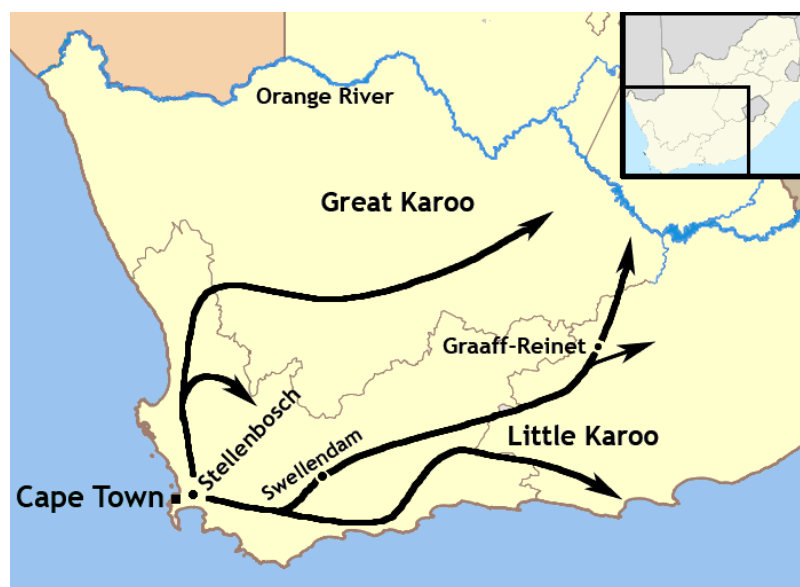 Orange River
Great Karoo
Graaff-Reinet
Stellenbosch
Little Karoo
Swellendam
Cape Town